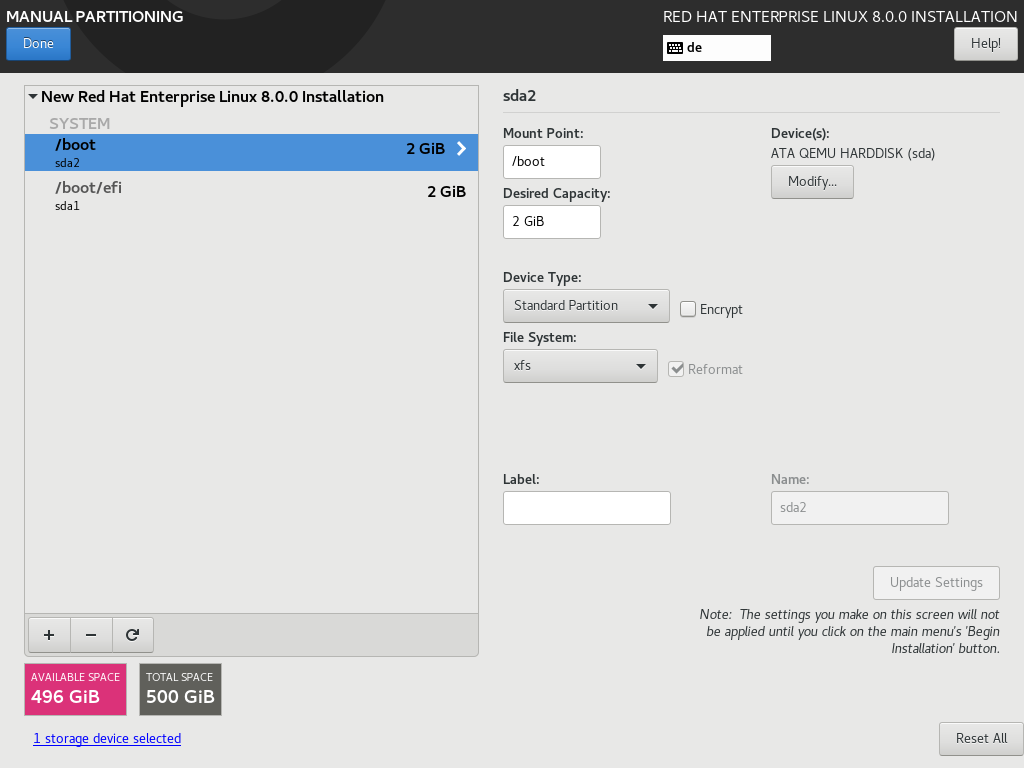 MANUAL PARTITIONING
RED HAT ENTERPRISE LINUX 8.0.0 INSTALLATION
Done
de
Help!
New Red Hat Enterprise Linux 8.0.0 Installation
SYSTEM
/boot
2 GiB
sda2
/boot/efi
2 GiB
sda1
sda2
Mount Point:
/boot
Desired Capacity:
2 GiB
Device(s):
ATA QEMU HARDDISK (sda)
Modify...
Device Type:
Standard Partition
Encrypt
File System:
xfs
Reformat
Label:
Name:
sda2
Update Settings
Note:  The settings you make on this screen will not
be applied until you click on the main menu's 'Begin
Installation' button.
AVAILABLE SPACE
496 GiB
TOTAL SPACE
500 GiB
1 storage device selected
Reset All